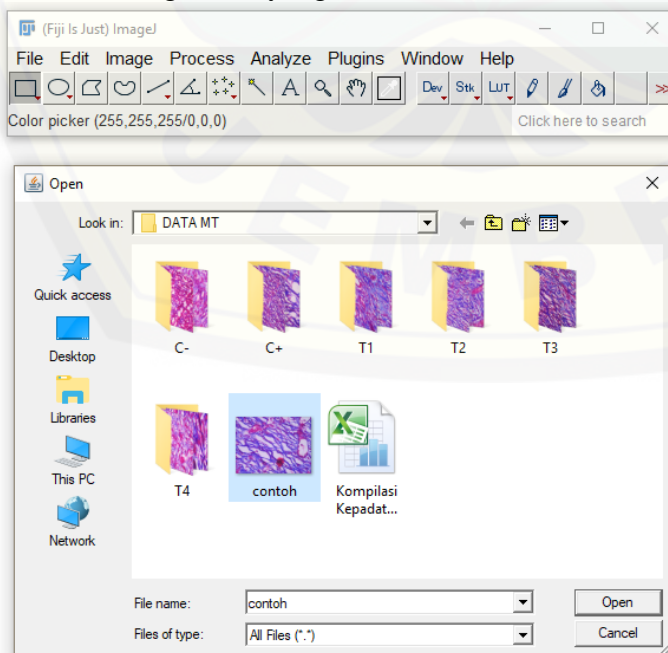 (Fiji Is Just) ImageJ
File Edit Image Process Analyze Plugins Window Help
A Dev Stk LUT >>
Color picker (255,255,255/0,0,0) Click here to search
Open
Look in: DATA MT
Quick access
Desktop
Libraries
This PC
Network
C- C+ T1 T2 T3
T4 contoh Kompilasi
Kepadat...
File name: contoh Open
Files of type: All Files (*.*) Cancel